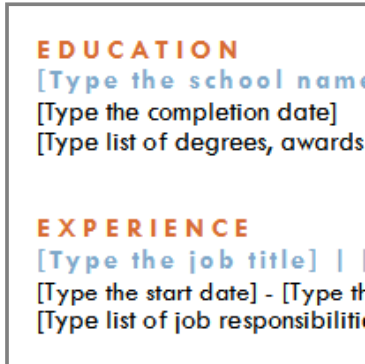 EDUCATION
[Type the school name
[Type the completion date]
[Type list of degrees, awards
EXPERIENCE
[Type the job title] | [
[Type the start date] - [Type th
[Type list of job responsibilitie